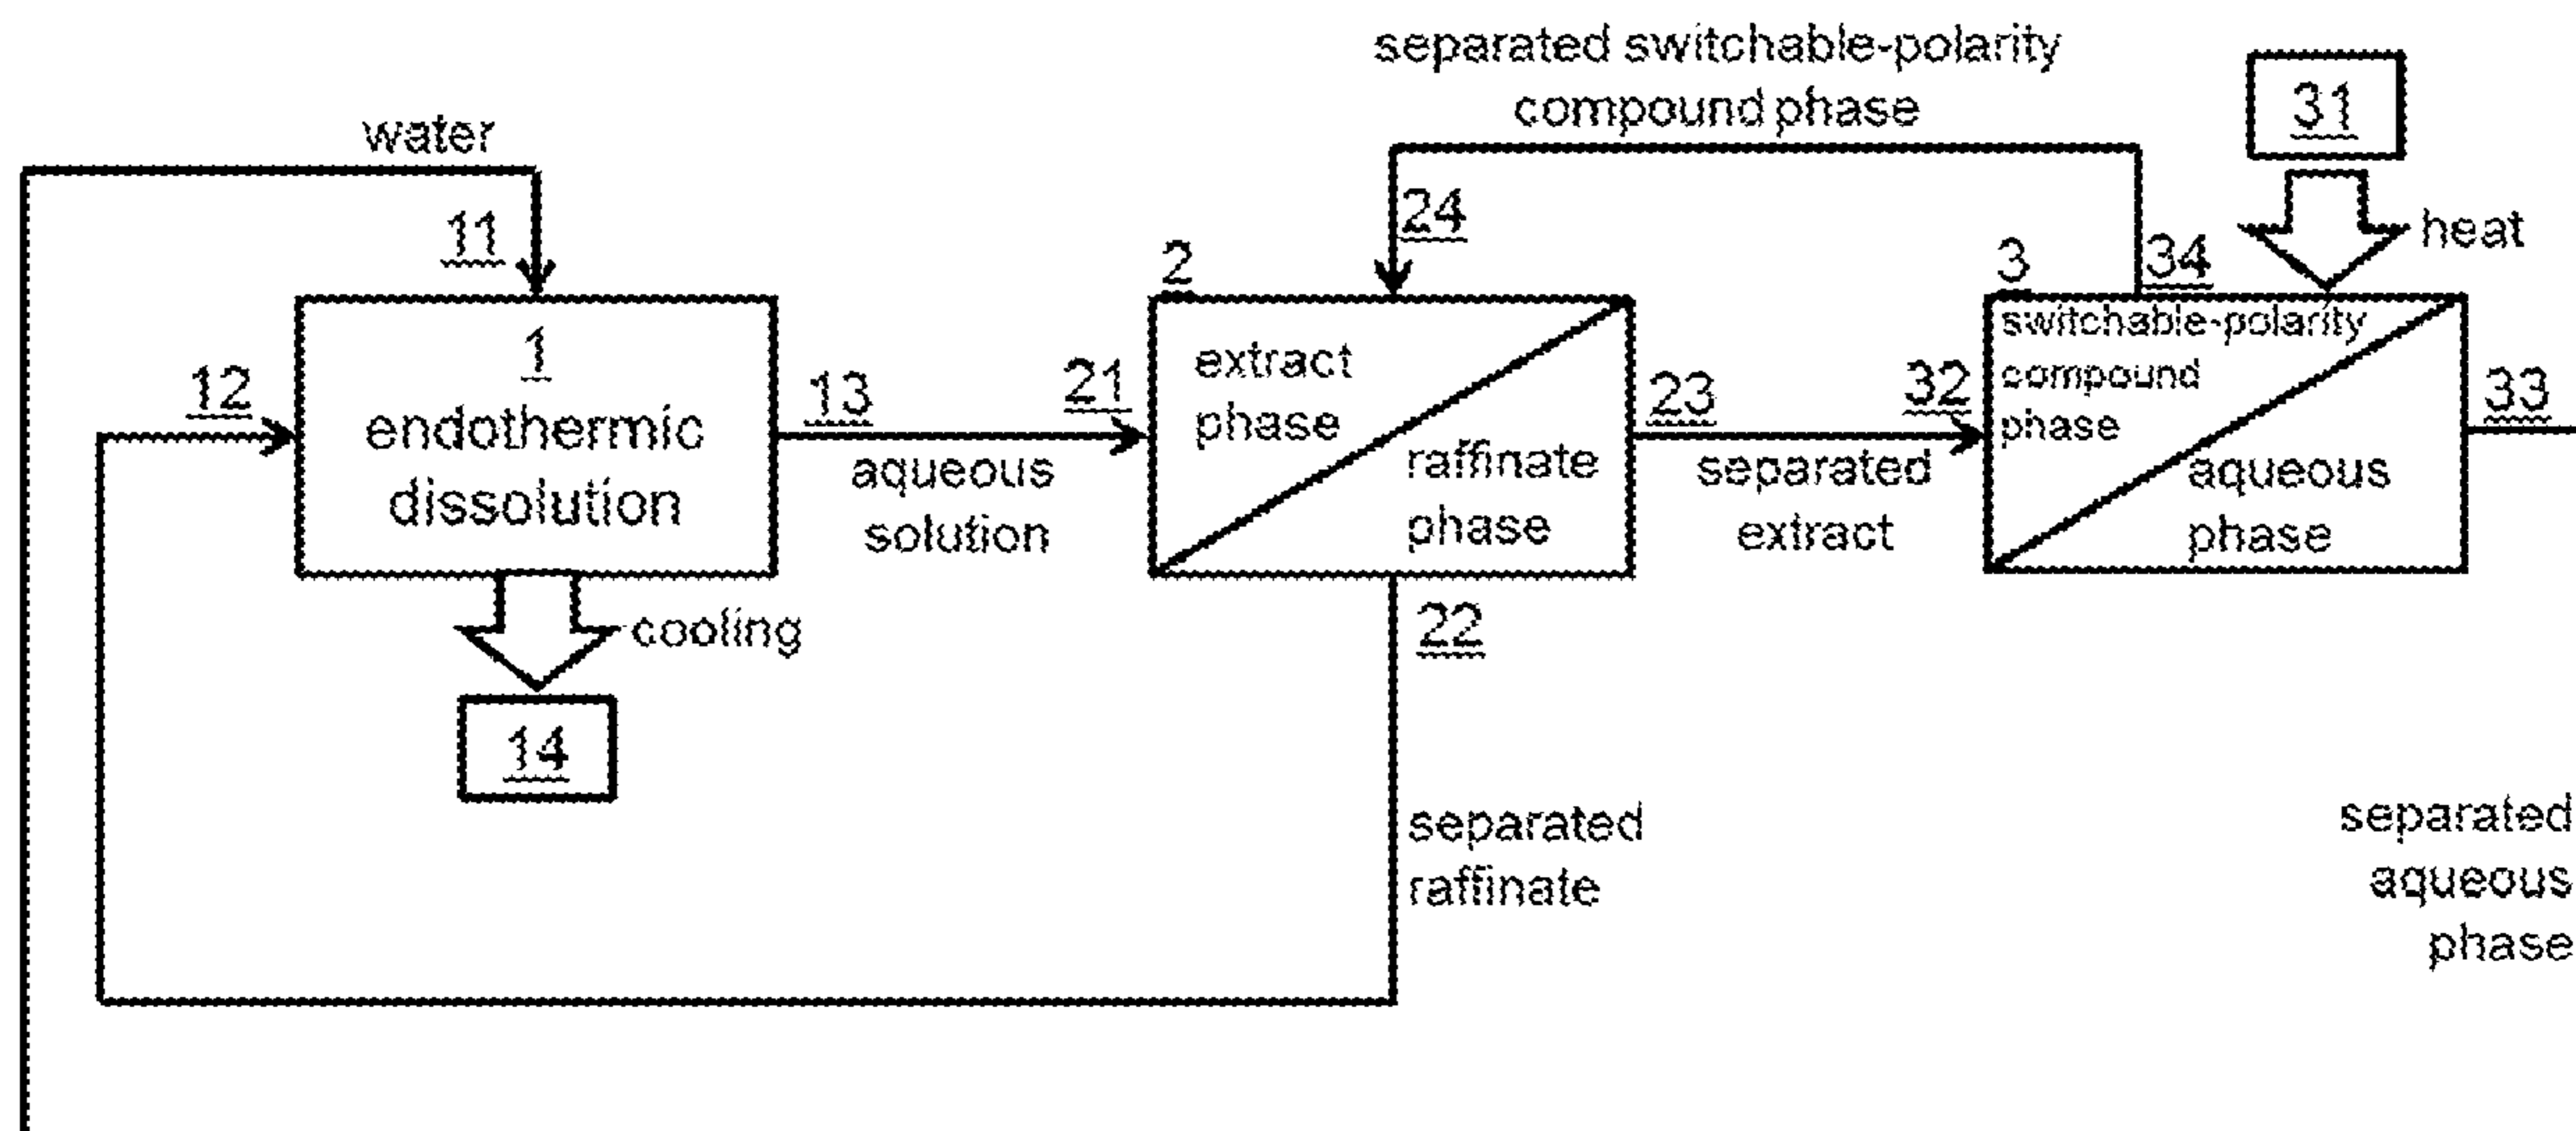 separated switchable-polarity
compound phase
31
water
24
heat
11
2
3
34
1
endothermic
dissolution
12
13
aqueous
solution
21
extract
phase
raffinate
phase
23
separated
extract
32
switchable-polarity
compound
phase
aqueous
phase
33
cooling
22
14
separated
raffinate
separated
aqueous
phase